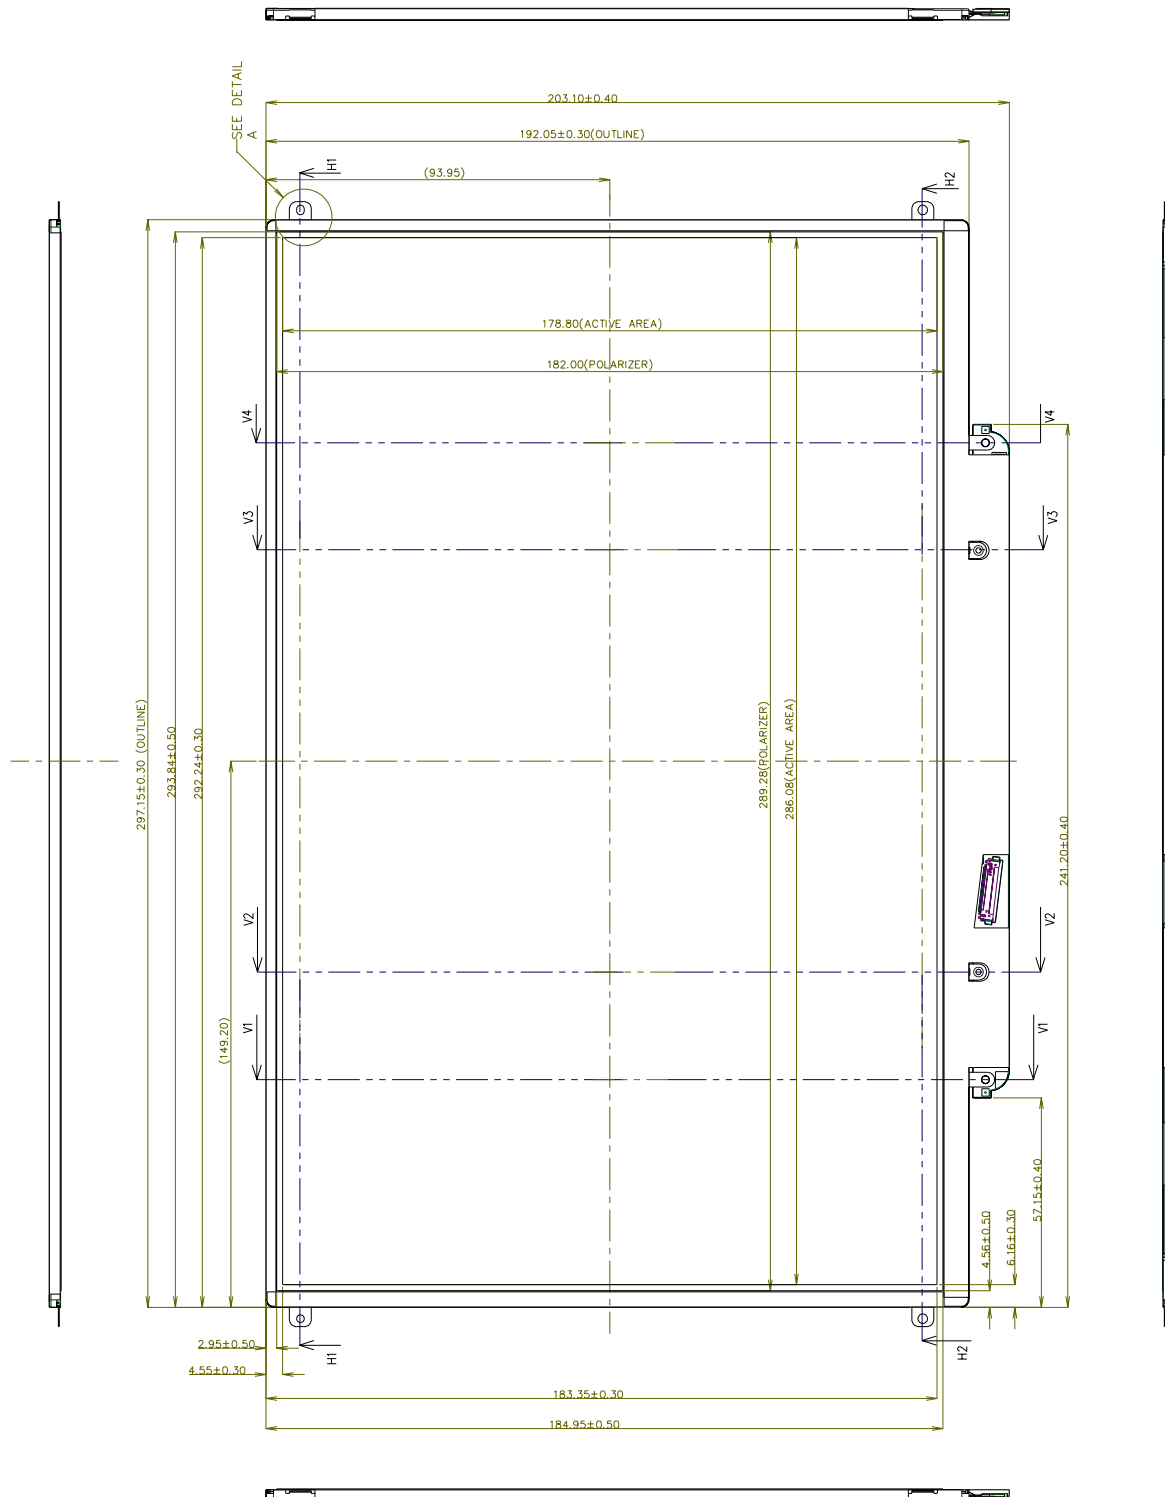 SEE DETAIL
A
203.10±0.40
192.05±0.30(OUTLINE)
(93.95)
H1
H2
178.80(ACTIVE AREA)
182.00(POLARIZER)
V4
V4
V3
V3
297.15±0.30 (OUTLINE)
293.84±0.50
292.24±0.30
289.28(POLARIZER)
286.08(ACTIVE AREA)
241.20±0.40
V2
V2
(149.20)
V1
V1
57.15±0.40
4.56±0.50
6.16±0.30
2.95±0.50
H1
H2
4.55±0.30
183.35±0.30
184.95±0.50